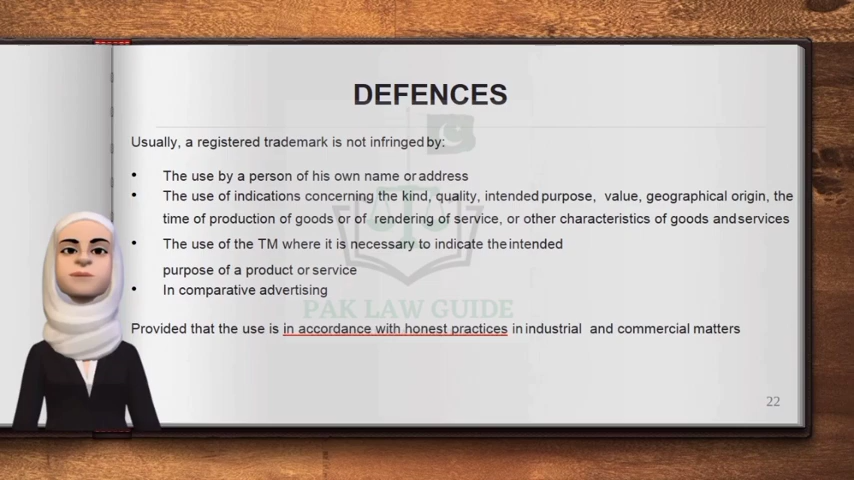 DEFENCES
Usually, a registered trademark is not infringed by:
• The use by a person of his own name or address
• The use of indications concerning the kind, quality, intended purpose, value, geographical origin, the
time of production of goods or of rendering of service, or other characteristics of goods and services
• The use of the TM where it is necessary to indicate the intended
purpose of a product or service
• In comparative advertising
PAK LAW GUIDE
Provided that the use is in accordance with honest practices in industrial and commercial matters
22